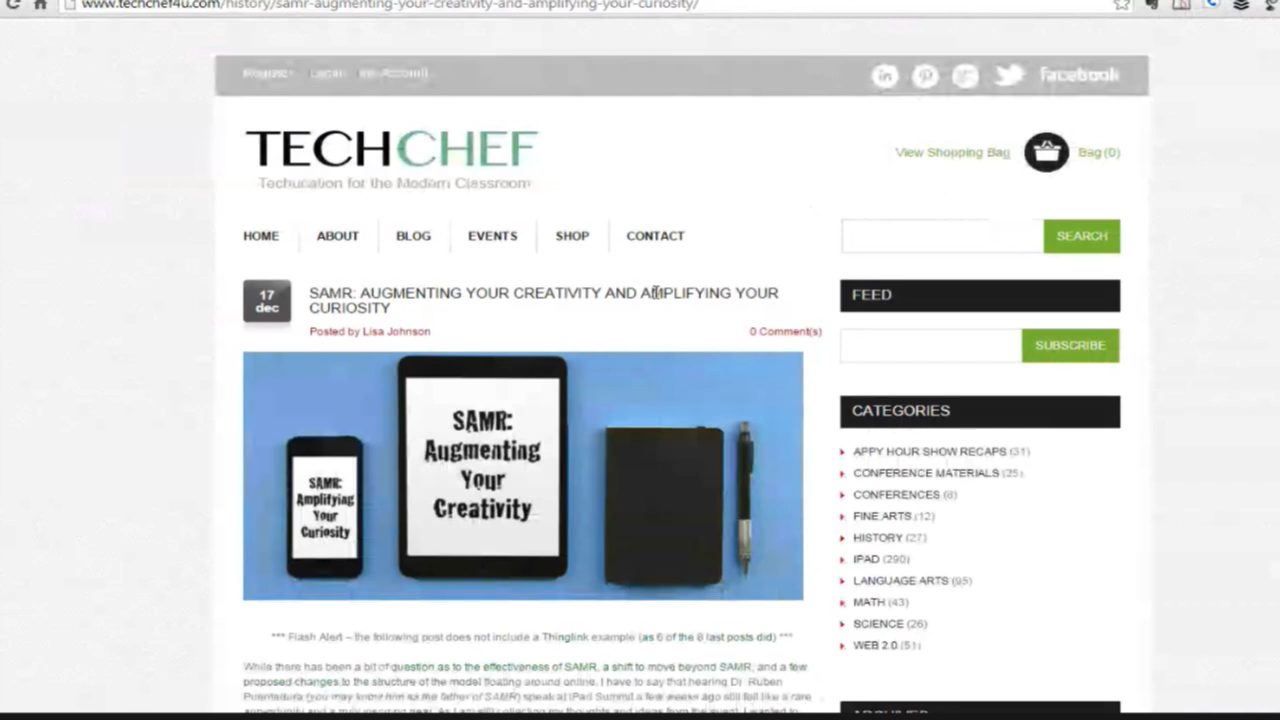 www.techchef4u.com/history/samr-augmenting-your-creativity-and-amplifying-your-curiosity/
Register Login My Account
facebook
TECHCHEF
Techucation for the Modern Classroom
View Shopping Bag
Bag (0)
HOME
ABOUT
BLOG
EVENTS
SHOP
CONTACT
SEARCH
17
dec
SAMR: AUGMENTING YOUR CREATIVITY AND AMPLIFYING YOUR
CURIOSITY
Posted by Lisa Johnson
0 Comment(s)
SAMR:
Amplifying
Your
Curiosity
SAMR:
Augmenting
Your
Creativity
*** Flash Alert – the following post does not include a Thinglink example (as 6 of the 8 last posts did) ***
While there has been a bit of question as to the effectiveness of SAMR, a shift to move beyond SAMR, and a few
proposed changes to the structure of the model floating around online, I have to say that hearing Dr. Ruben
Puentedura (you may know him as the father of SAMR) speak at iPad Summit a few weeks ago still felt like a rare
FEED
SUBSCRIBE
CATEGORIES
APPY HOUR SHOW RECAPS (31)
CONFERENCE MATERIALS (25)
CONFERENCES (8)
FINE ARTS (12)
HISTORY (27)
IPAD (290)
LANGUAGE ARTS (95)
MATH (43)
SCIENCE (26)
WEB 2.0 (51)